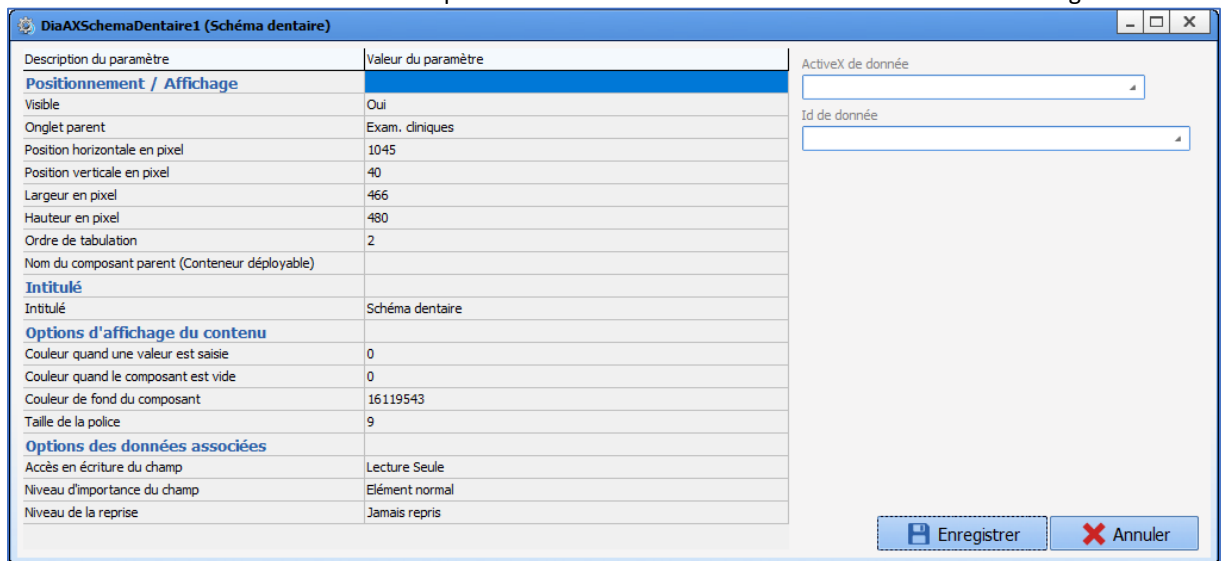 DiaAXSchemaDentaire1 (Schéma dentaire)
Description du paramètre Valeur du paramètre
Positionnement / Affichage
Visible Oui
Onglet parent Exam. cliniques
Position horizontale en pixel 1045
Position verticale en pixel 40
Largeur en pixel 466
Hauteur en pixel 480
Ordre de tabulation 2
Nom du composant parent (Conteneur déployable)
Intitulé
Intitulé Schéma dentaire
Options d'affichage du contenu
Couleur quand une valeur est saisie 0
Couleur quand le composant est vide 0
Couleur de fond du composant 16119543
Taille de la police 9
Options des données associées
Accès en écriture du champ Lecture Seule
Niveau d'importance du champ Elément normal
Niveau de la reprise Jamais repris
ActiveX de donnée
Id de donnée
Enregistrer Annuler